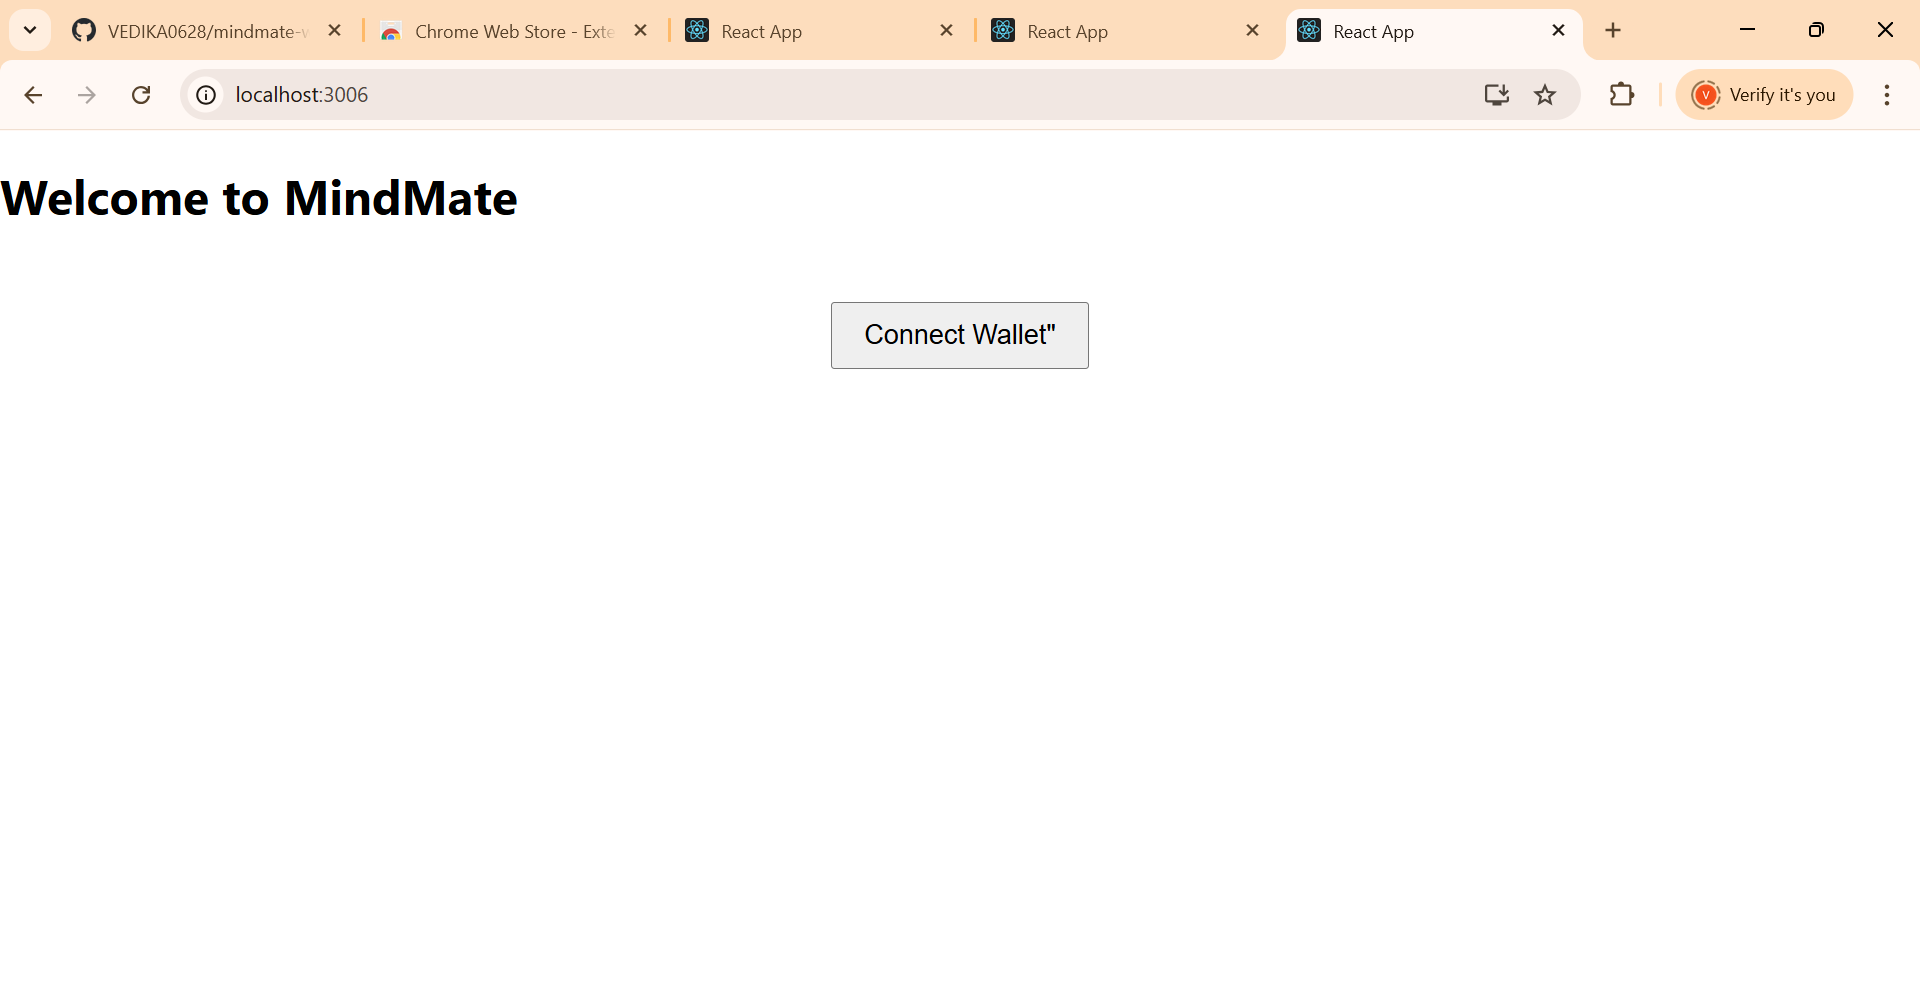 VEDIKA0628/mindmate-w
Chrome Web Store - Exte
React App
React App
React App
localhost:3006
V
Verify it's you
Welcome to MindMate
Connect Wallet"